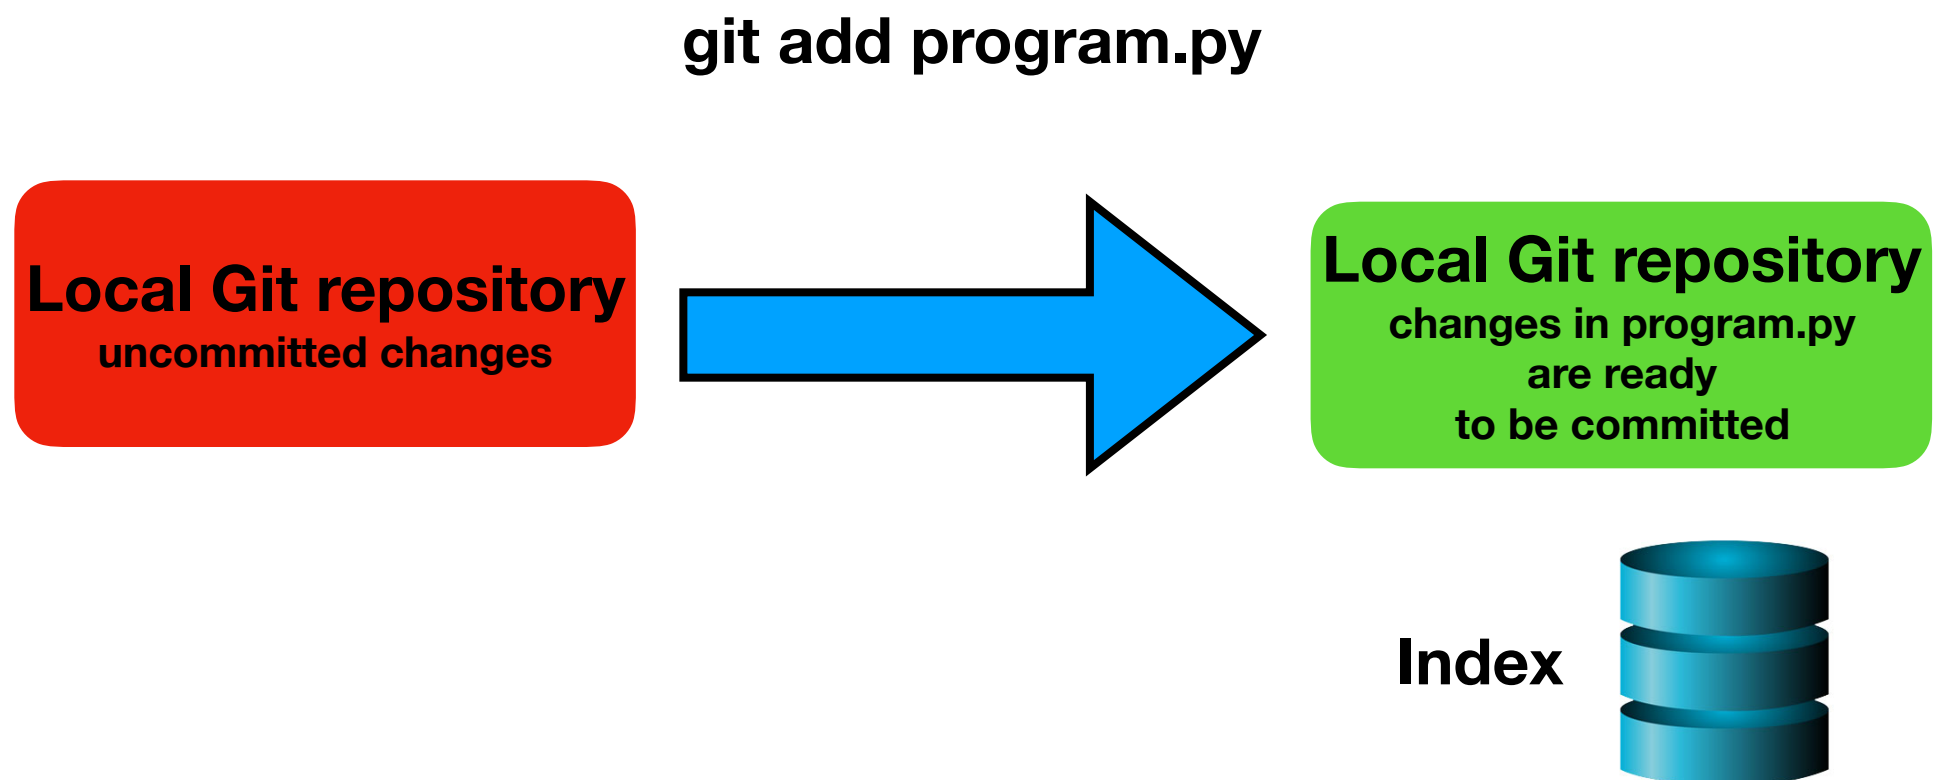 git add program.py
Local Git repository
uncommitted changes
Local Git repository
changes in program.py
are ready
to be committed
Index